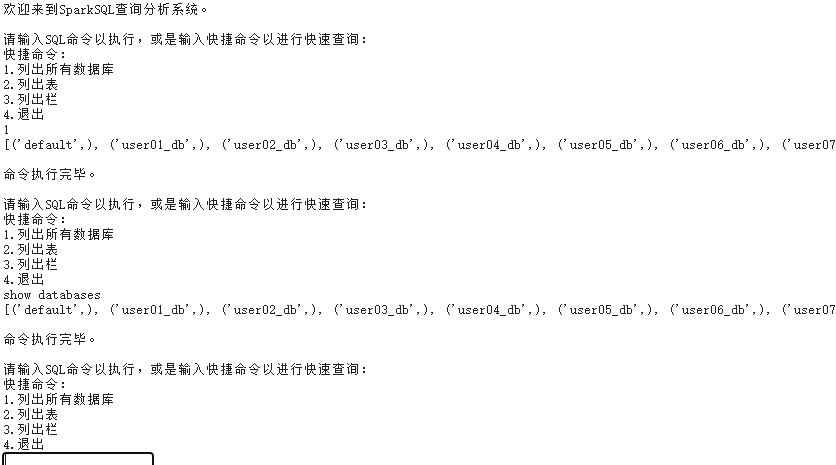 欢迎来到SparkSQL查询分析系统。
请输入SQL命令以执行，或是输入快捷命令以进行快速查询：
快捷命令：
1.列出所有数据库
2.列出表
3.列出栏
4.退出
1
[('default',), ('user01_db',), ('user02_db',), ('user03_db',), ('user04_db',), ('user05_db',), ('user06_db',), ('user07
命令执行完毕。
请输入SQL命令以执行，或是输入快捷命令以进行快速查询：
快捷命令：
1.列出所有数据库
2.列出表
3.列出栏
4.退出
show databases
[('default',), ('user01_db',), ('user02_db',), ('user03_db',), ('user04_db',), ('user05_db',), ('user06_db',), ('user07
命令执行完毕。
请输入SQL命令以执行，或是输入快捷命令以进行快速查询：
快捷命令：
1.列出所有数据库
2.列出表
3.列出栏
4.退出